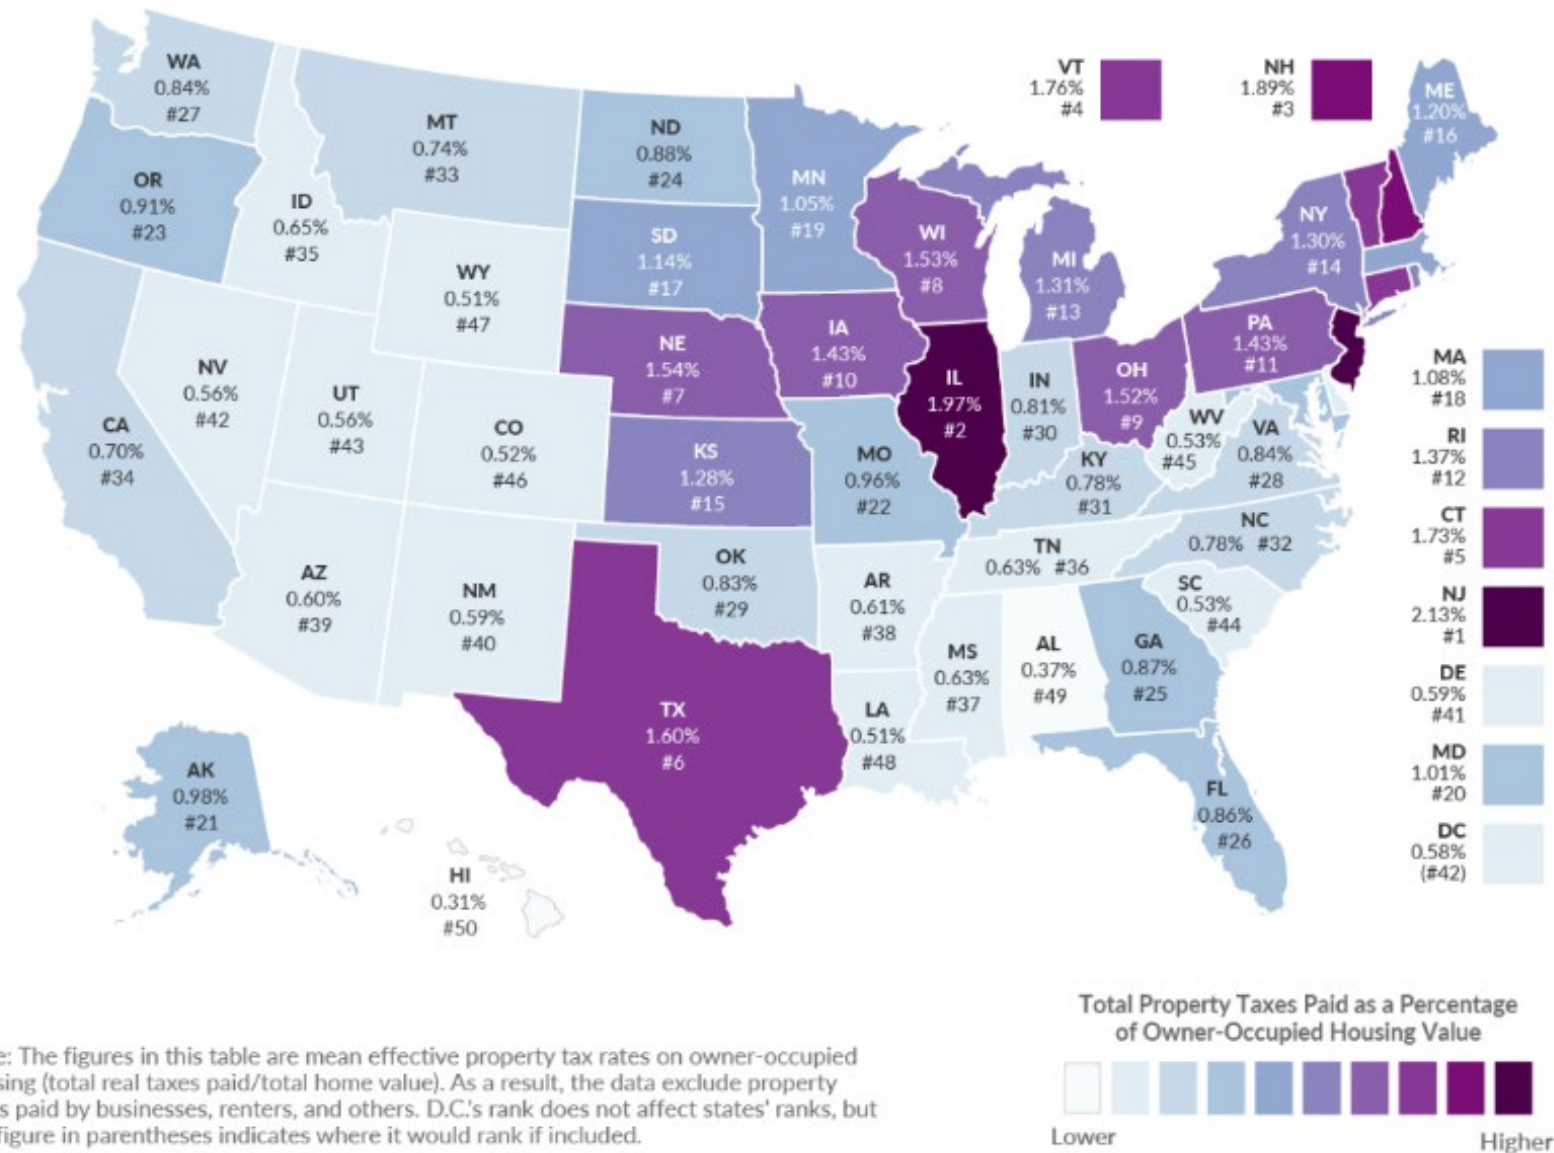 WA
0.84%
#27
MT
0.74%
#33
ND
0.88%
#24
MN
1.05%
#19
VT
1.76%
#4
NH
1.89%
#3
ME
1.20%
#16
OR
0.91%
#23
ID
0.65%
#35
WY
0.51%
#47
SD
1.14%
#17
WI
1.53%
#8
MI
1.31%
#13
NY
1.30%
#14
NV
0.56%
#42
UT
0.56%
#43
CO
0.52%
#46
NE
1.54%
#7
IA
1.43%
#10
IL
1.97%
#2
IN
0.81%
#30
OH
1.52%
#9
PA
1.43%
#11
CA
0.70%
#34
KS
1.28%
#15
MO
0.96%
#22
KY
0.78%
#31
WV
0.53%
#45
VA
0.84%
#28
MA
1.08%
#18
RI
1.37%
#12
CT
1.73%
#5
NJ
2.13%
#1
DE
0.59%
#41
MD
1.01%
#20
DC
0.58%
(#42)
AZ
0.60%
#39
NM
0.59%
#40
OK
0.83%
#29
AR
0.61%
#38
TN
0.63% #36
NC
0.78% #32
SC
0.53%
#44
TX
1.60%
#6
LA
0.51%
#48
MS
0.63%
#37
AL
0.37%
#49
GA
0.87%
#25
FL
0.86%
#26
AK
0.98%
#21
HI
0.31%
#50
Total Property Taxes Paid as a Percentage
of Owner-Occupied Housing Value
Lower
Higher
e: The figures in this table are mean effective property tax rates on owner-occupied
sing (total real taxes paid/total home value). As a result, the data exclude property
s paid by businesses, renters, and others. D.C.'s rank does not affect states' ranks, but
figure in parentheses indicates where it would rank if included.